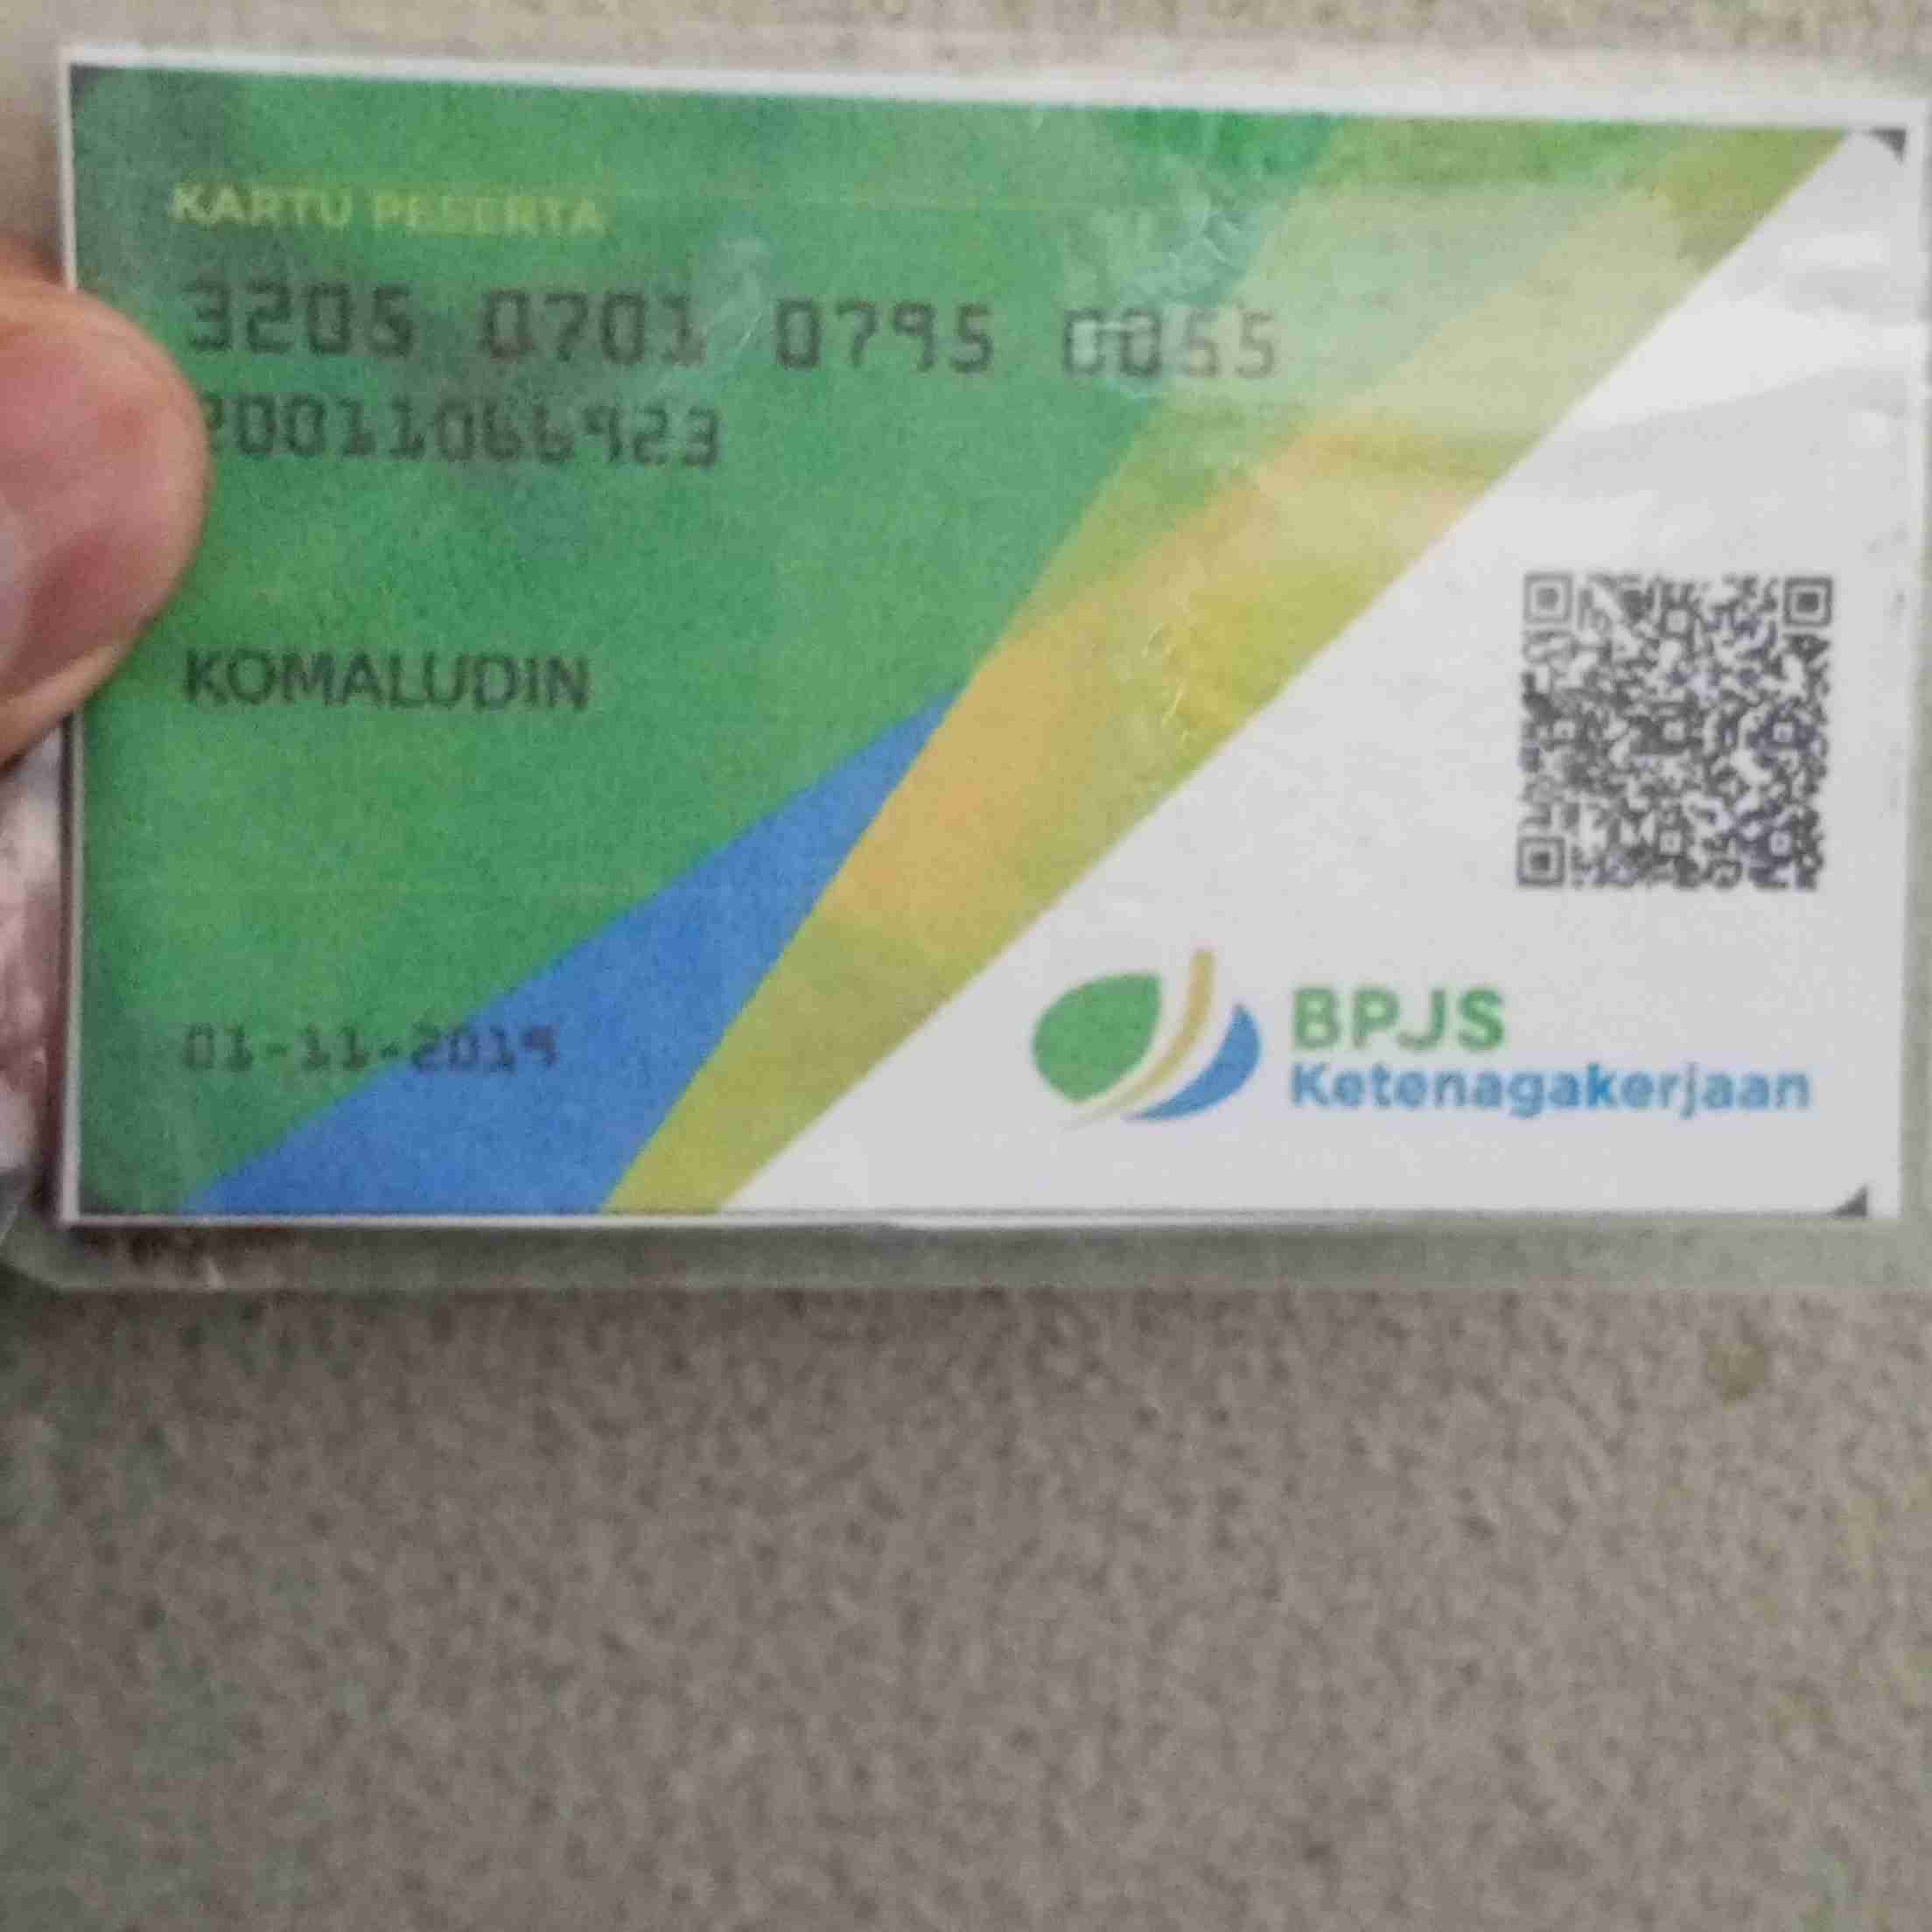 KARTU PESERTA
3205 0701 0795 0055
20011066923
KOMALUDIN
01-11-2019
BPJS
Ketenagakerjaan